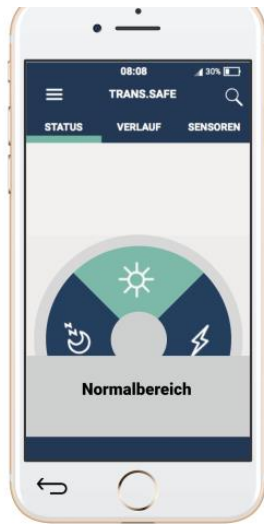 08:08 30%
TRANS.SAFE
STATUS VERLAUF SENSOREN
z z z
Normalbereich